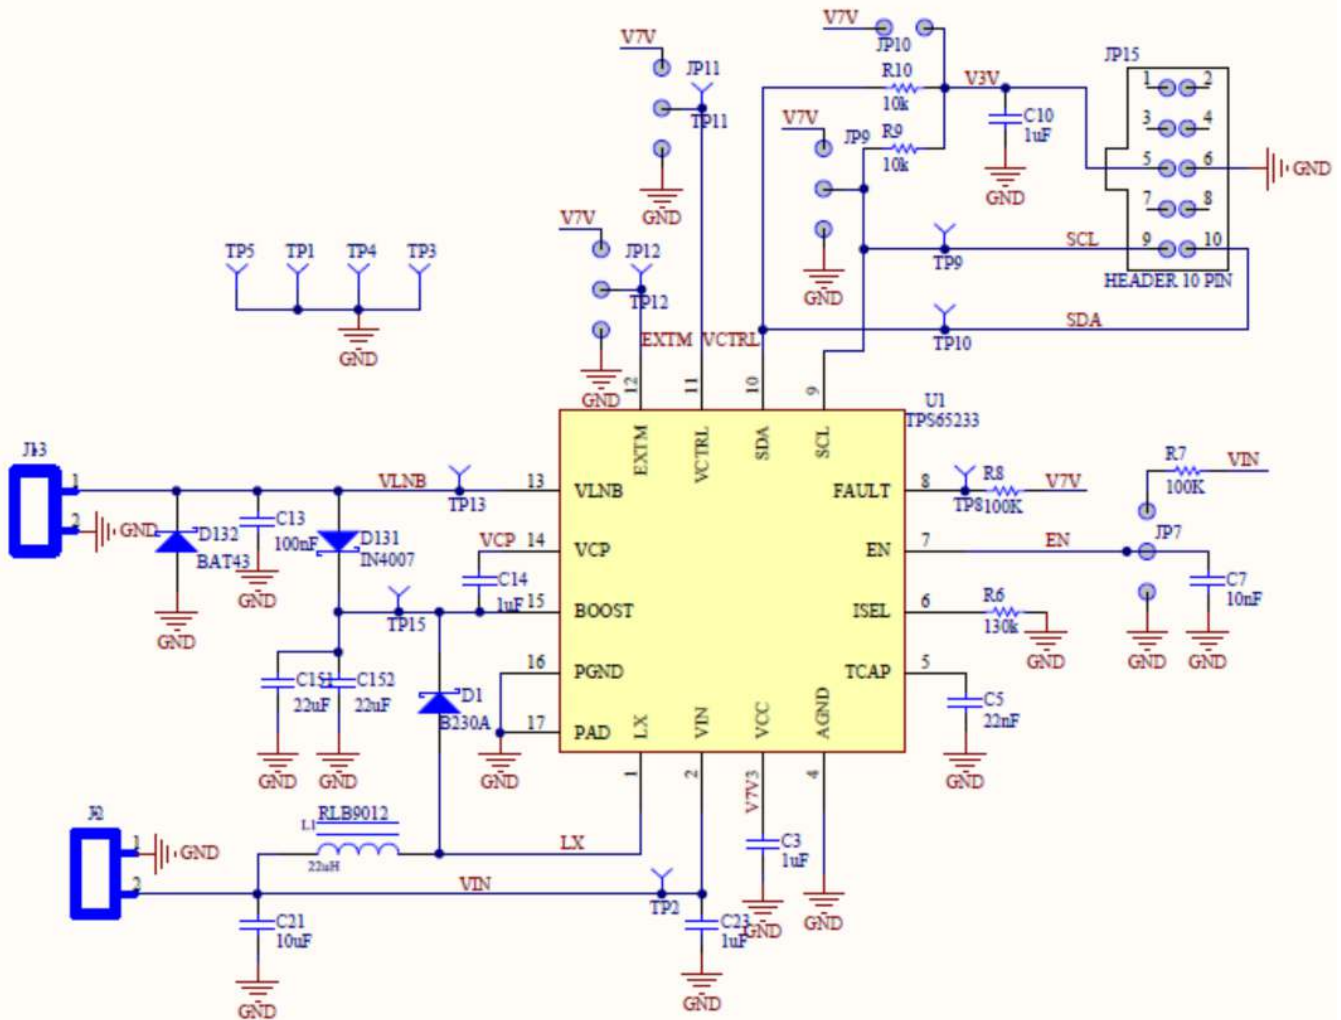 V7V
JP10
V7V
JP11
TP11
GND
R10
10k
V3V
C10
1uF
GND
V7V
JP9
R9
10k
GND
JP15
1
2
3
4
5
6
GND
7
8
9
10
HEADER 10 PIN
SCL
TP9
SDA
TP10
V7V
JP12
TP12
GND
TP5
TP1
TP4
TP3
GND
EXTM
VCTRL
12
11
10
9
U1
TPS65233
EXTM
VCTRL
SDA
SCL
1
2
GND
VLNB
TP13
13
VLNB
D132
BAT43
GND
C13
100nF
GND
D131
IN4007
VCP
14
VCP
C14
1uF
15
BOOST
TP15
16
PGND
17
PAD
GND
C151
22uF
GND
C152
22uF
GND
D1
B230A
FAULT
8
TP8
R8
100K
V7V
R7
100K
VIN
JP7
EN
7
EN
C7
10nF
GND
GND
ISEL
6
R6
130k
GND
TCAP
5
C5
22nF
GND
LX
VIN
VCC
AGND
1
2
V7V
3
4
C3
1uF
GND
GND
1
GND
2
RLB9012
L1
22uH
LX
VIN
TP2
C21
10uF
GND
C23
1uF
GND